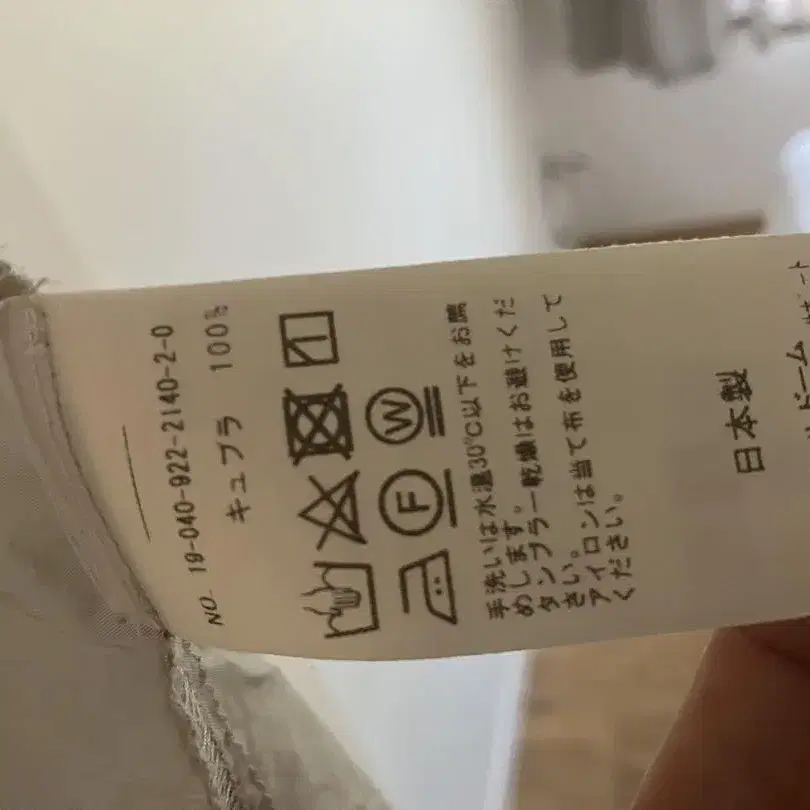 NO. 19-040-922-2140-2-0
キュプラ 100%
W
F
手洗いは水温30℃以下をお薦
めします。
タンブラー乾燥はお避けくだ
さい。
アイロンは当て布を使用して
ください。
日本製